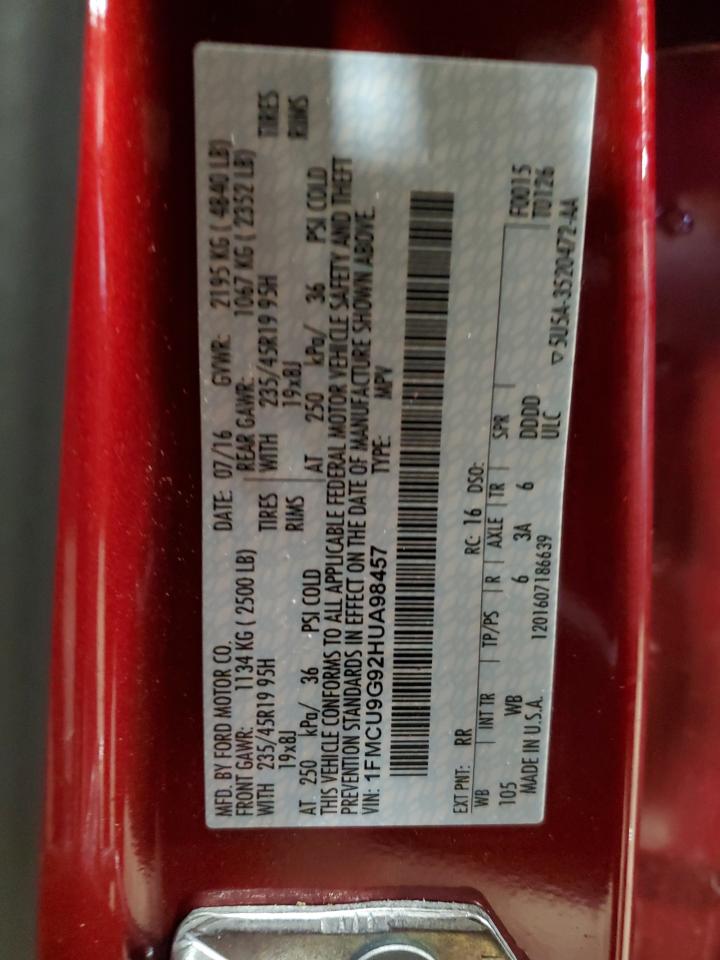 MFD. BY FORD MOTOR CO.
DATE: 07/16 GVWR: 2195 KG ( 4840 LB)
FRONT GAWR: 1134 KG ( 2500 LB)
REAR GAWR: 1067 KG ( 2352 LB)
WITH 235/45R19 95H TIRES
WITH 235/45R19 95H TIRES
19x8J RIMS
19x8J RIMS
AT 250 kPa/ 36 PSI COLD
AT 250 kPa/ 36 PSI COLD
THIS VEHICLE CONFORMS TO ALL APPLICABLE FEDERAL MOTOR VEHICLE SAFETY AND THEFT
PREVENTION STANDARDS IN EFFECT ON THE DATE OF MANUFACTURE SHOWN ABOVE.
VIN: 1FMCU9G92HUA98457 TYPE: MPV
EXT PNT: RR RC: 16 DSO:
WB INT TR TP/PS R AXLE TR SPR F0015
105 WB 6 3A 6 DDDD T0126
MADE IN U.S.A. 1201607186639 ULC
▽5U5A-3520472-AA